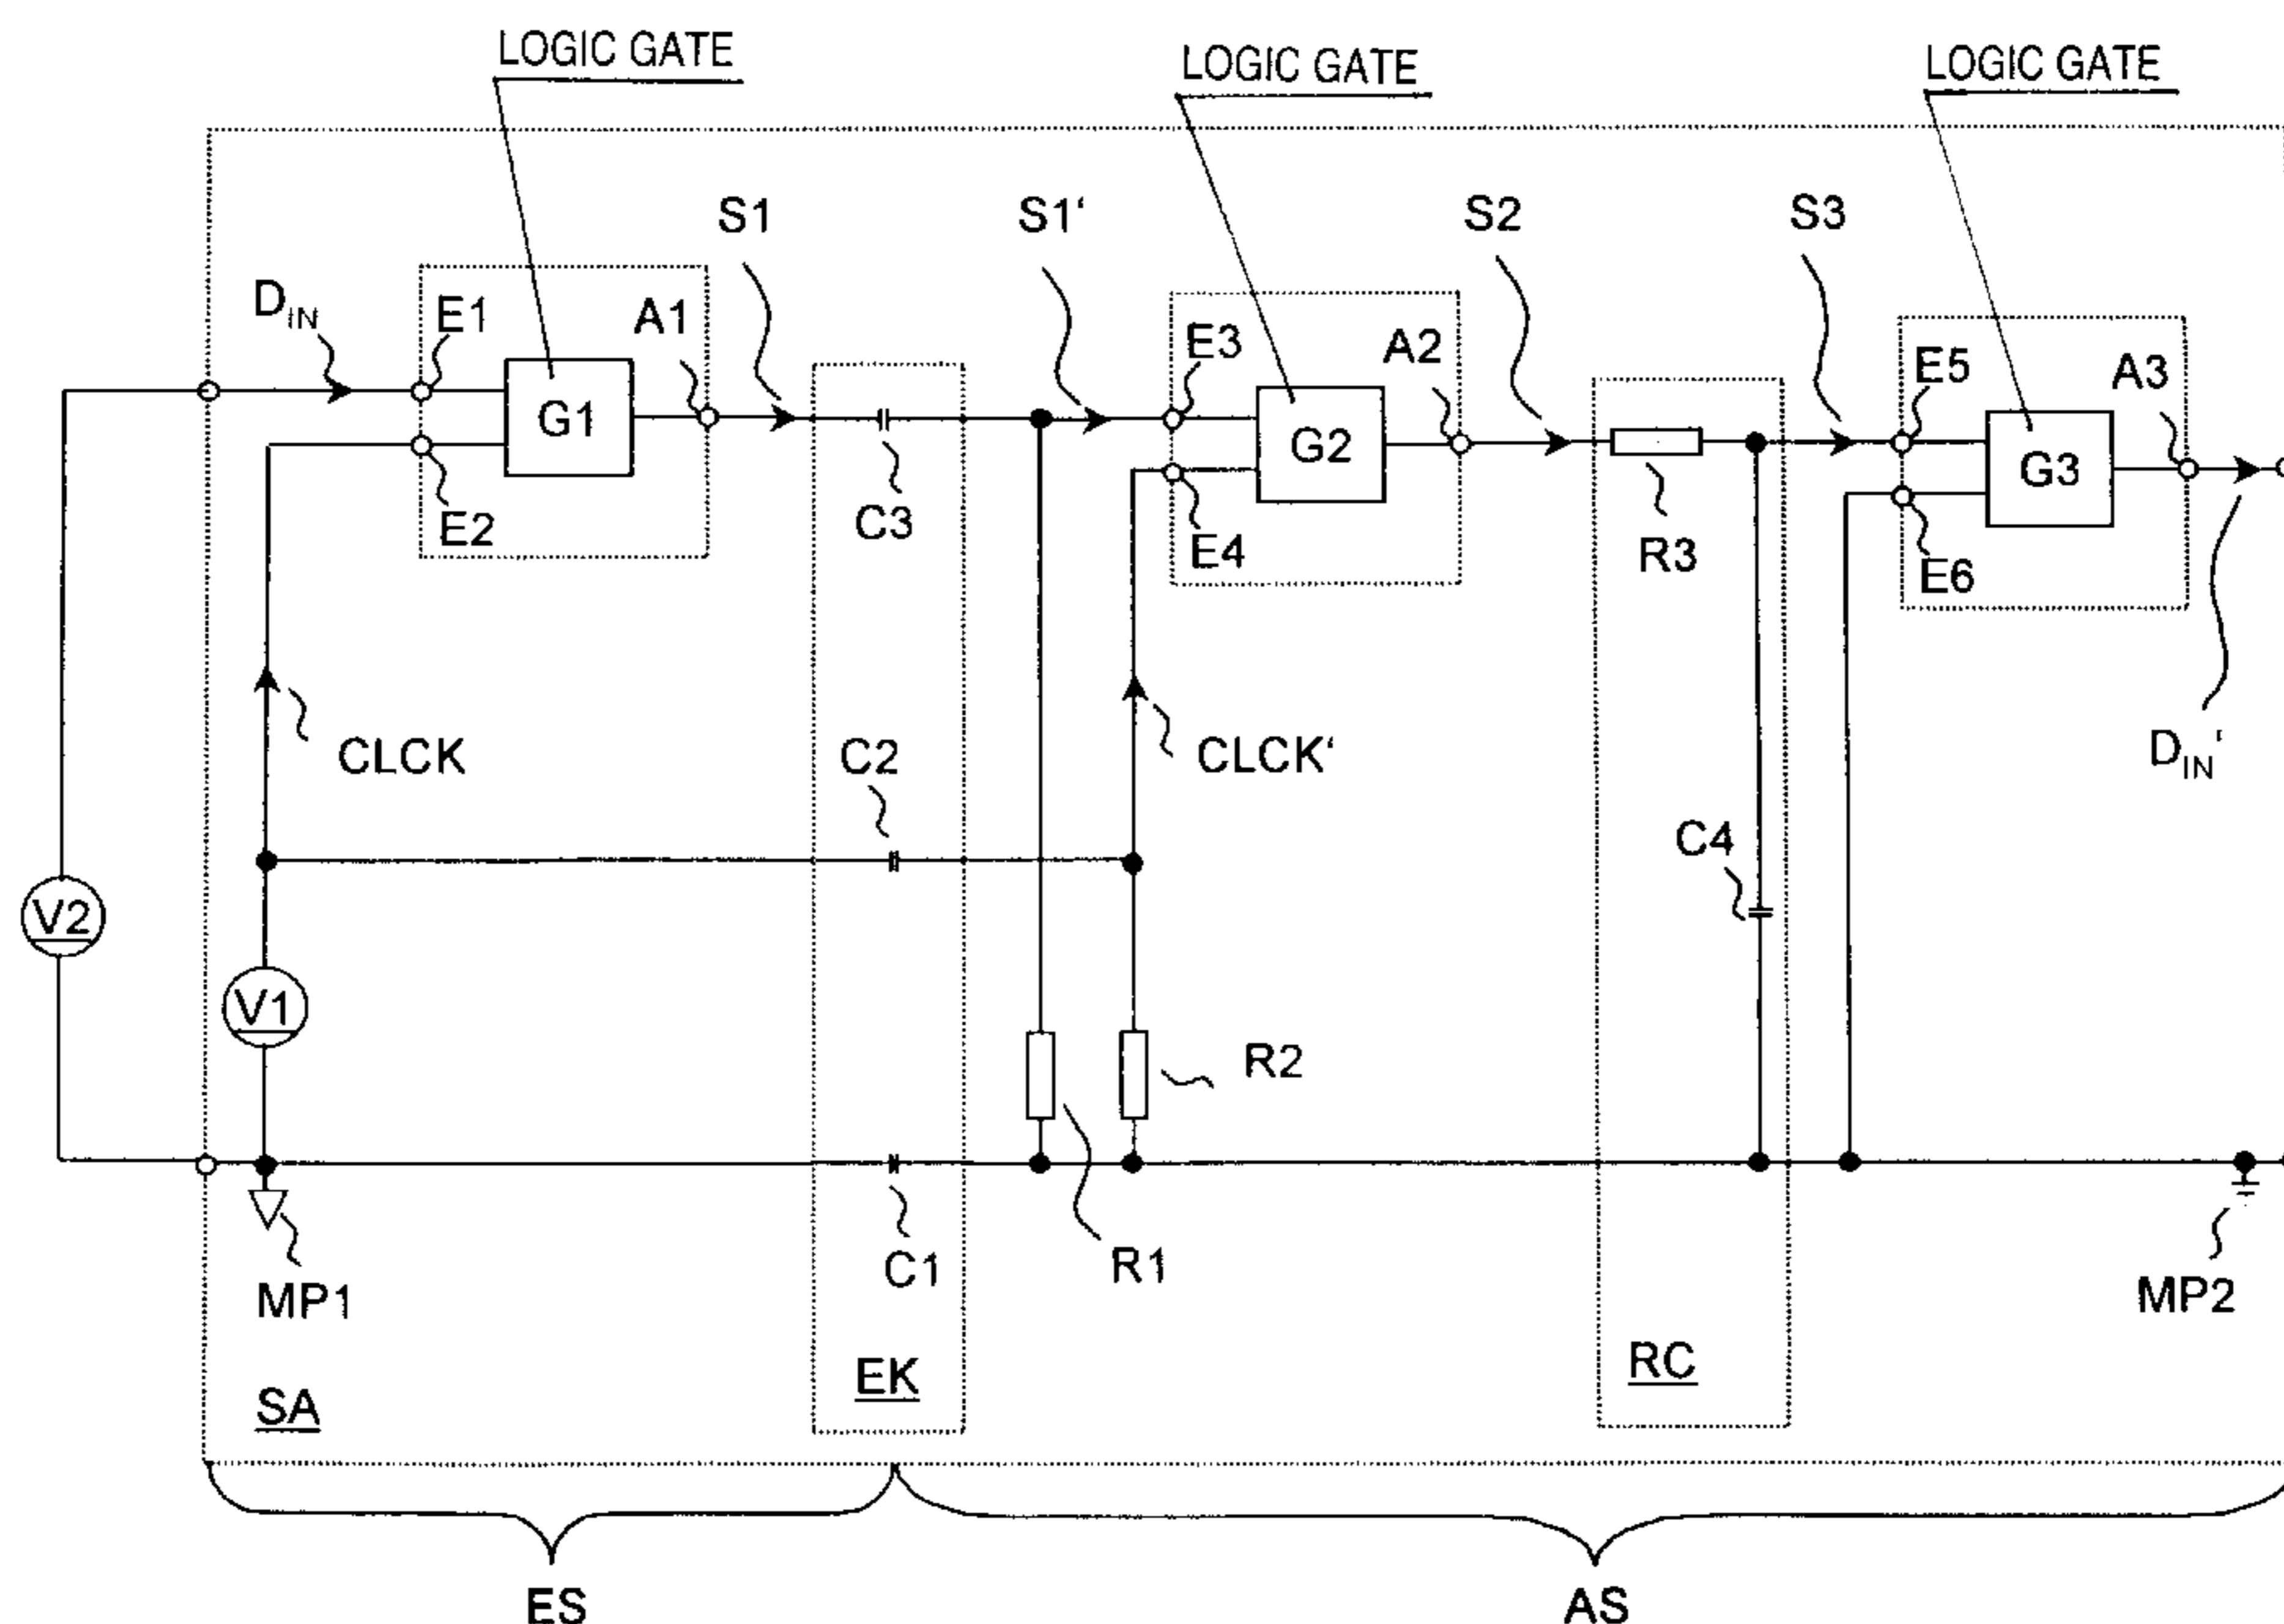 LOGIC GATE
LOGIC GATE
LOGIC GATE
S1
S1'
S2
S3
DIN
E1
A1
E3
A2
E5
A3
G1
G2
G3
E2
C3
E4
R3
E6
CLCK
C2
CLCK'
DIN'
C4
V2
V1
R2
C1
R1
MP1
MP2
EK
RC
SA
ES
AS